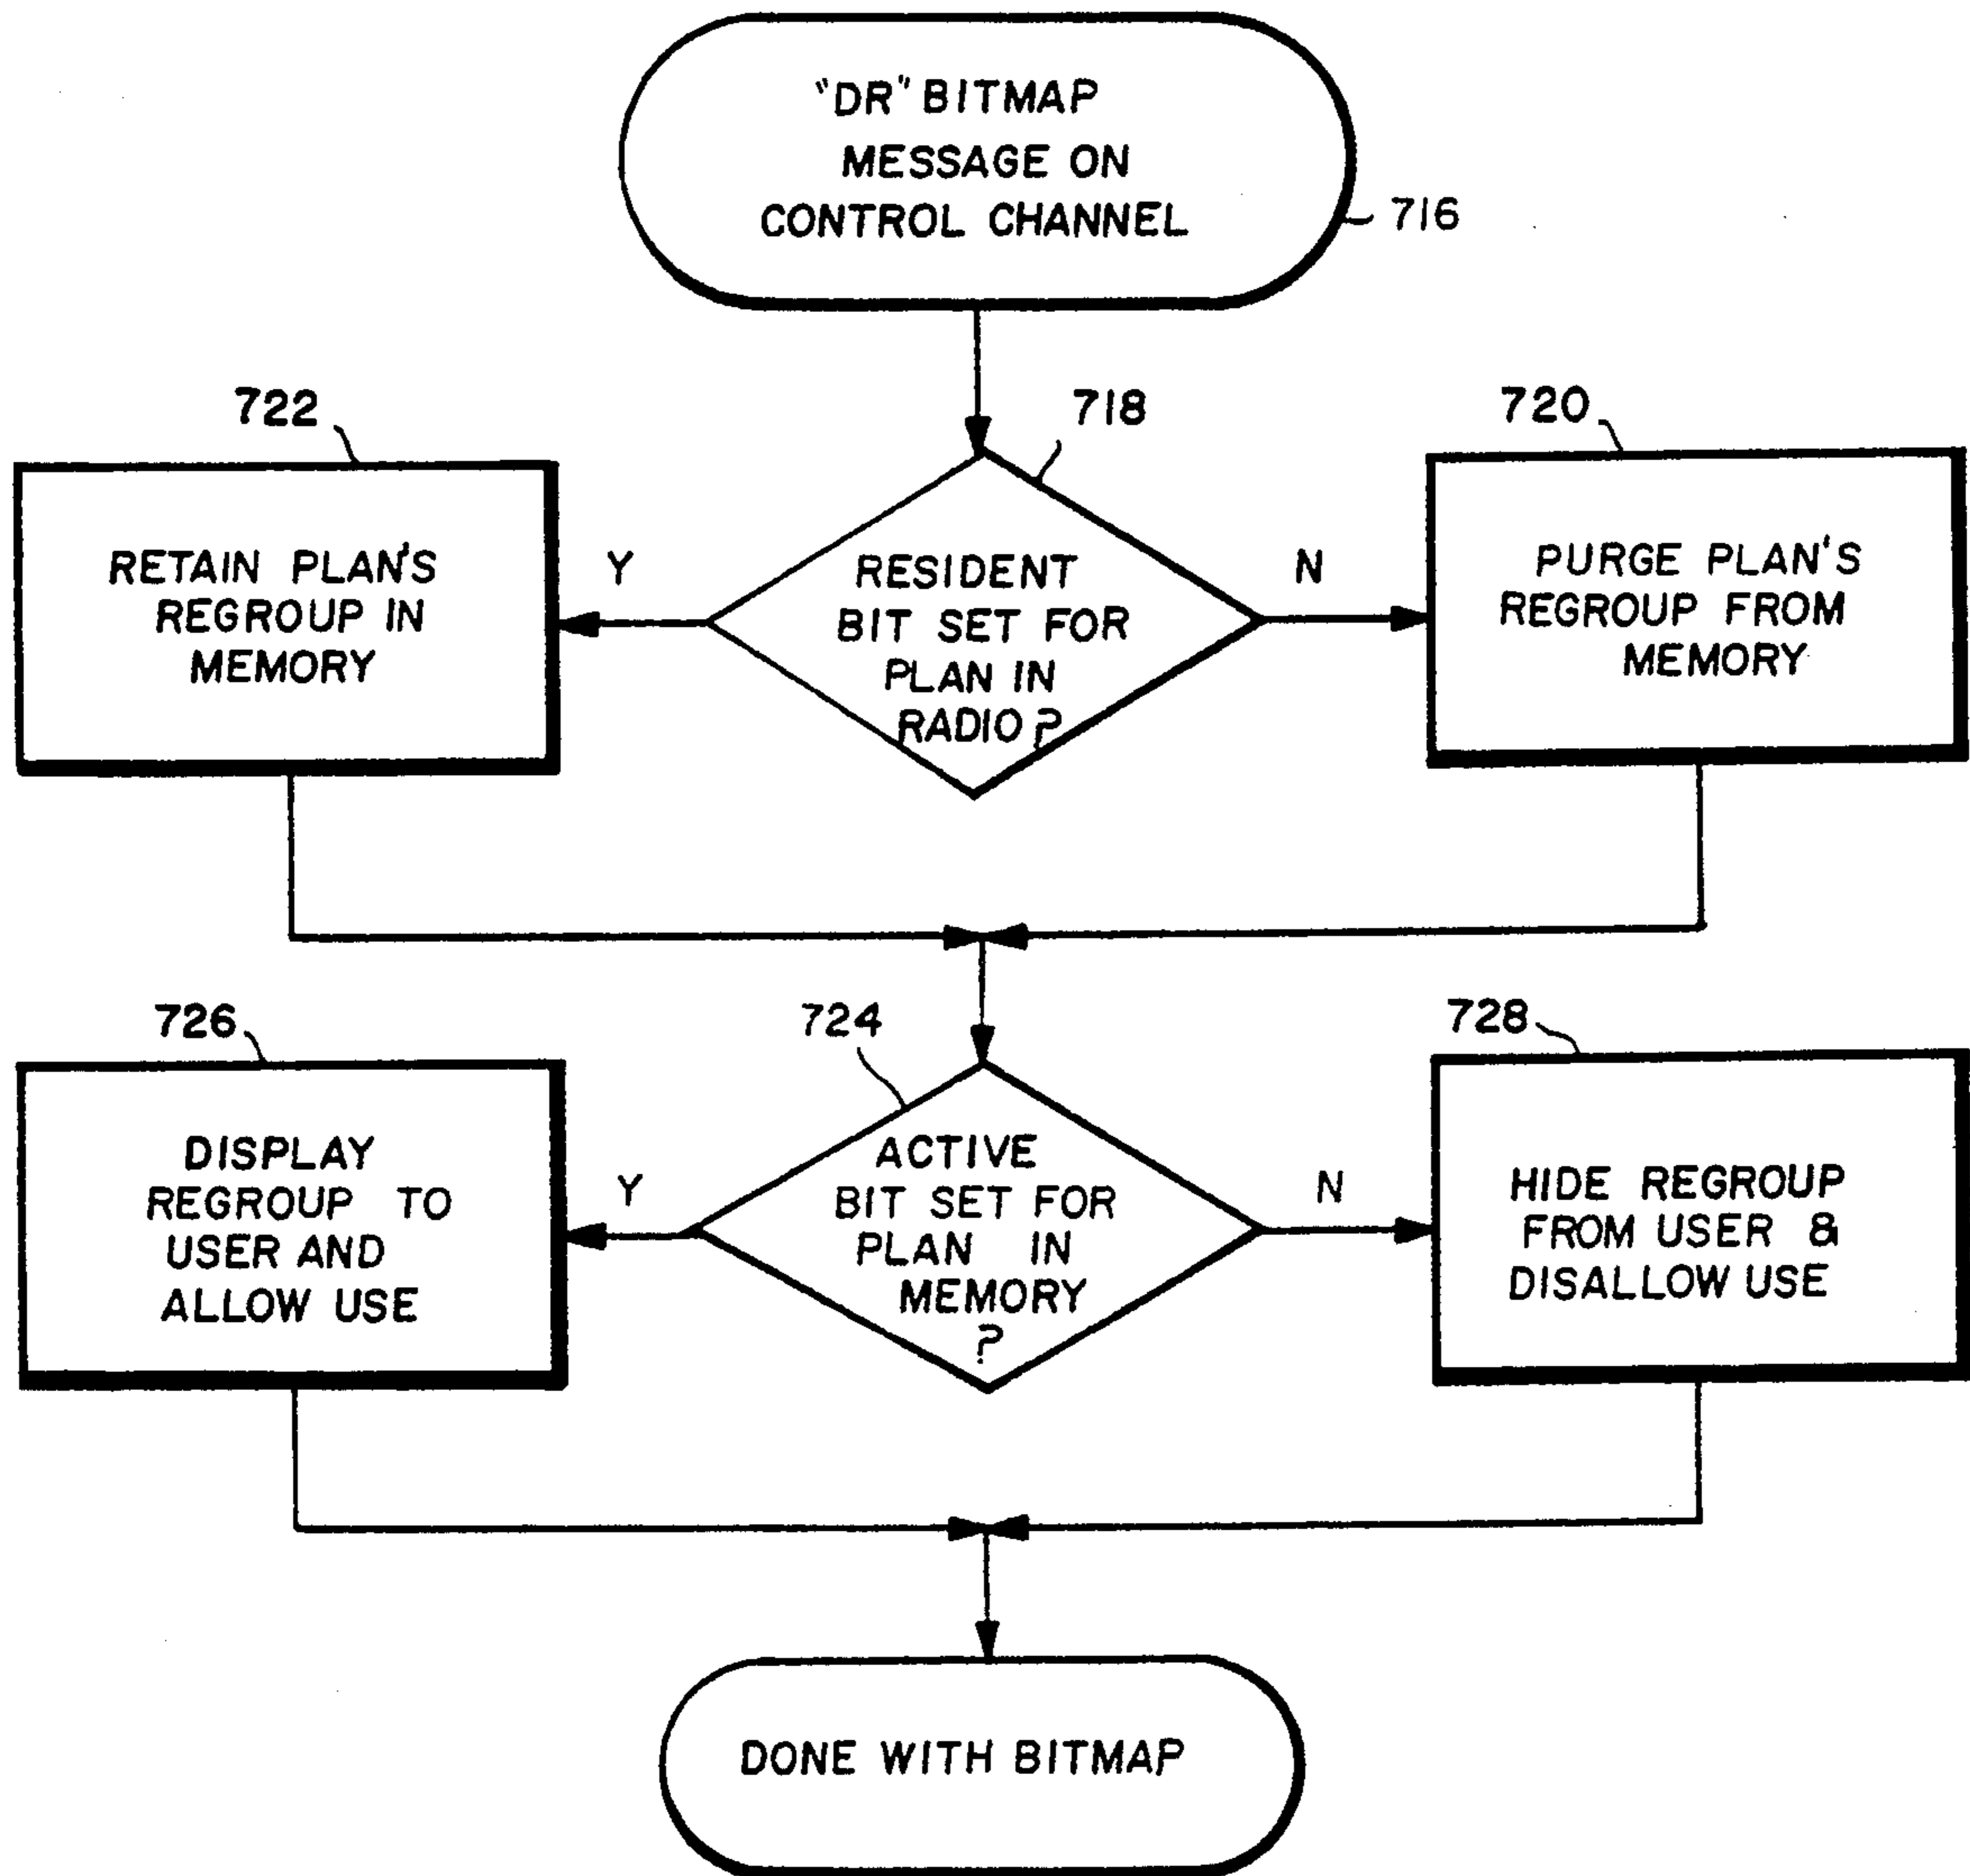 "DR" BITMAP
MESSAGE ON
CONTROL CHANNEL
716
722
718
720
RETAIN PLAN'S
REGROUP IN
MEMORY
Y
RESIDENT
BIT SET FOR
PLAN IN
RADIO?
N
PURGE PLAN'S
REGROUP FROM
MEMORY
726
724
728
DISPLAY
REGROUP TO
USER AND
ALLOW USE
Y
ACTIVE
BIT SET FOR
PLAN IN
MEMORY
?
N
HIDE REGROUP
FROM USER &
DISALLOW USE
DONE WITH BITMAP